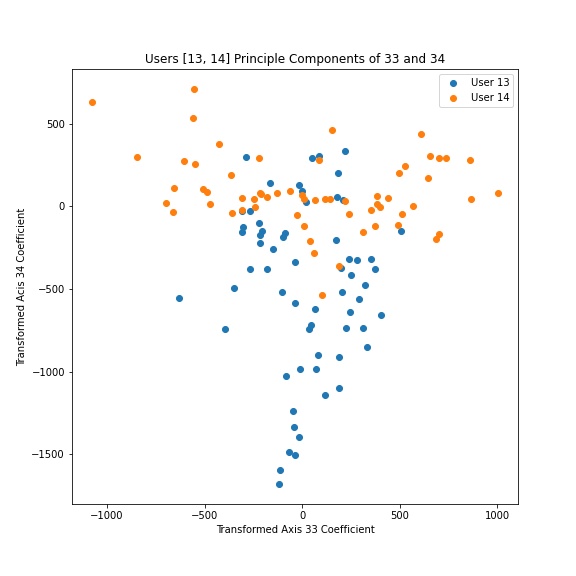 Users [13, 14] Principle Components of 33 and 34
User 13
User 14
Transformed Acis 34 Coefficient
500
0
−500
−1000
−1500
−1000
−500
0
500
1000
Transformed Axis 33 Coefficient